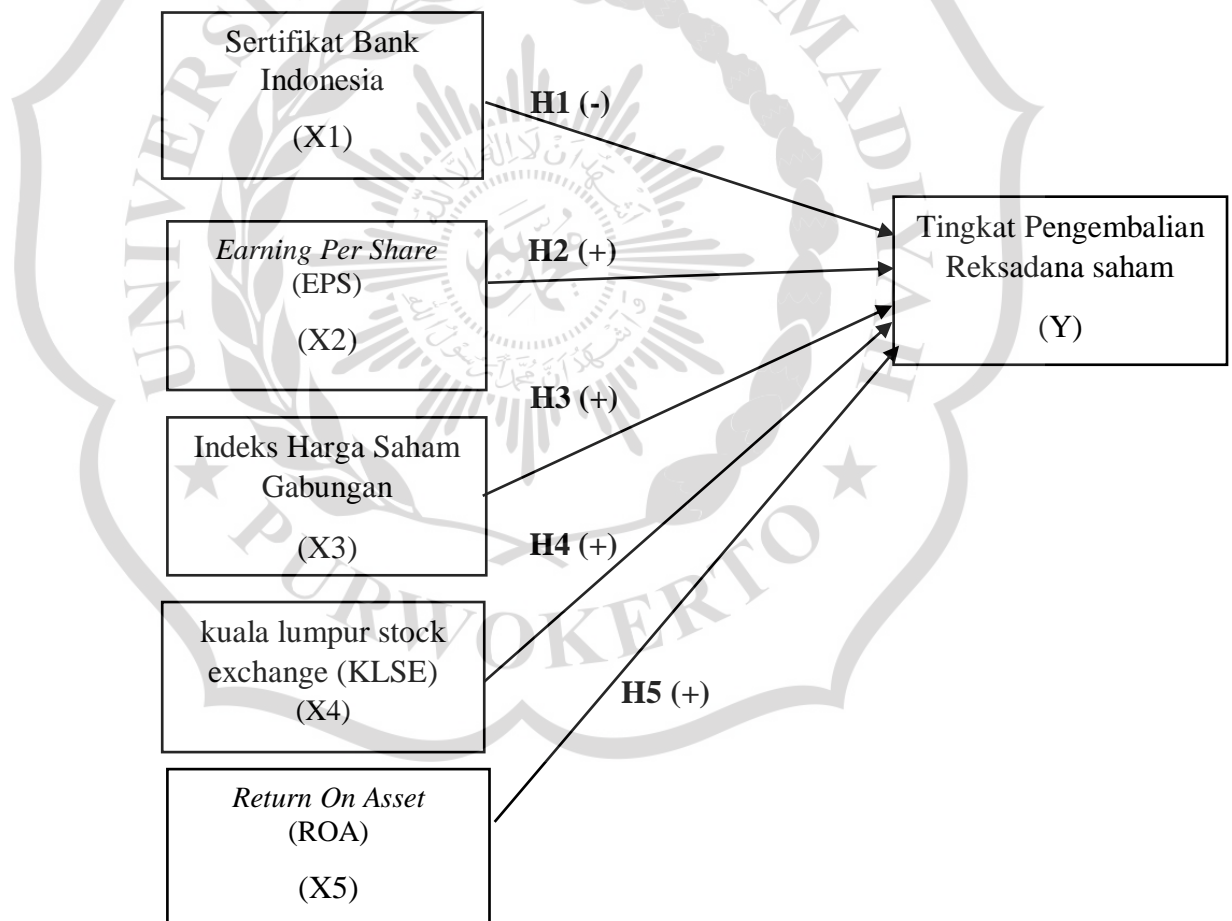 Sertifikat Bank
Indonesia
(X1)
H1 (-)
Earning Per Share
(EPS)
(X2)
H2 (+)
Indeks Harga Saham
Gabungan
(X3)
H3 (+)
kuala lumpur stock
exchange (KLSE)
(X4)
H4 (+)
Return On Asset
(ROA)
(X5)
H5 (+)
Tingkat Pengembalian
Reksadana saham
(Y)
PURWOKERTO